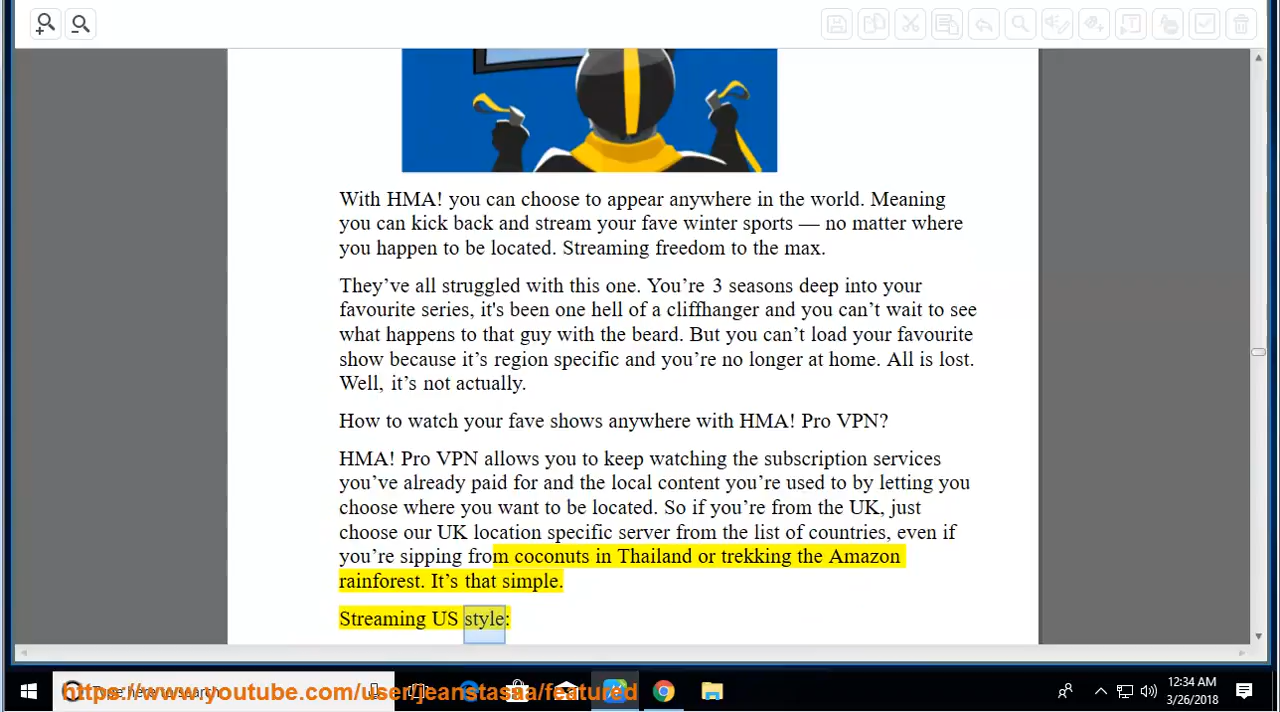 With HMA! you can choose to appear anywhere in the world. Meaning
you can kick back and stream your fave winter sports — no matter where
you happen to be located. Streaming freedom to the max.
They’ve all struggled with this one. You’re 3 seasons deep into your
favourite series, it's been one hell of a cliffhanger and you can’t wait to see
what happens to that guy with the beard. But you can’t load your favourite
show because it’s region specific and you’re no longer at home. All is lost.
Well, it’s not actually.
How to watch your fave shows anywhere with HMA! Pro VPN?
HMA! Pro VPN allows you to keep watching the subscription services
you’ve already paid for and the local content you’re used to by letting you
choose where you want to be located. So if you’re from the UK, just
choose our UK location specific server from the list of countries, even if
you’re sipping from coconuts in Thailand or trekking the Amazon
rainforest. It’s that simple.
Streaming US style:
Type here to search
https://www.youtube.com/user/jeanstassa/featured
12:34 AM
3/26/2018